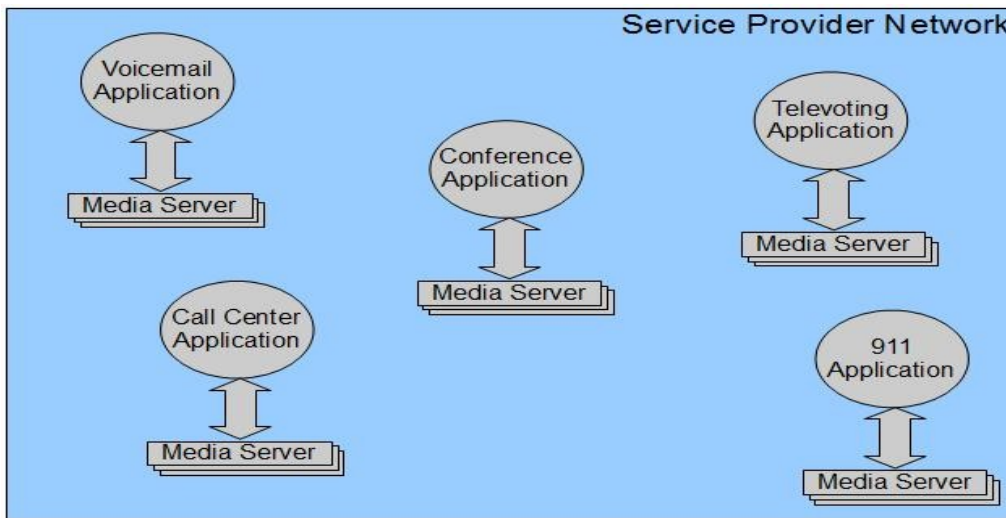 Service Provider Network
Voicemail
Application
Media Server
Conference
Application
Media Server
Televoting
Application
Media Server
Call Center
Application
Media Server
911
Application
Media Server